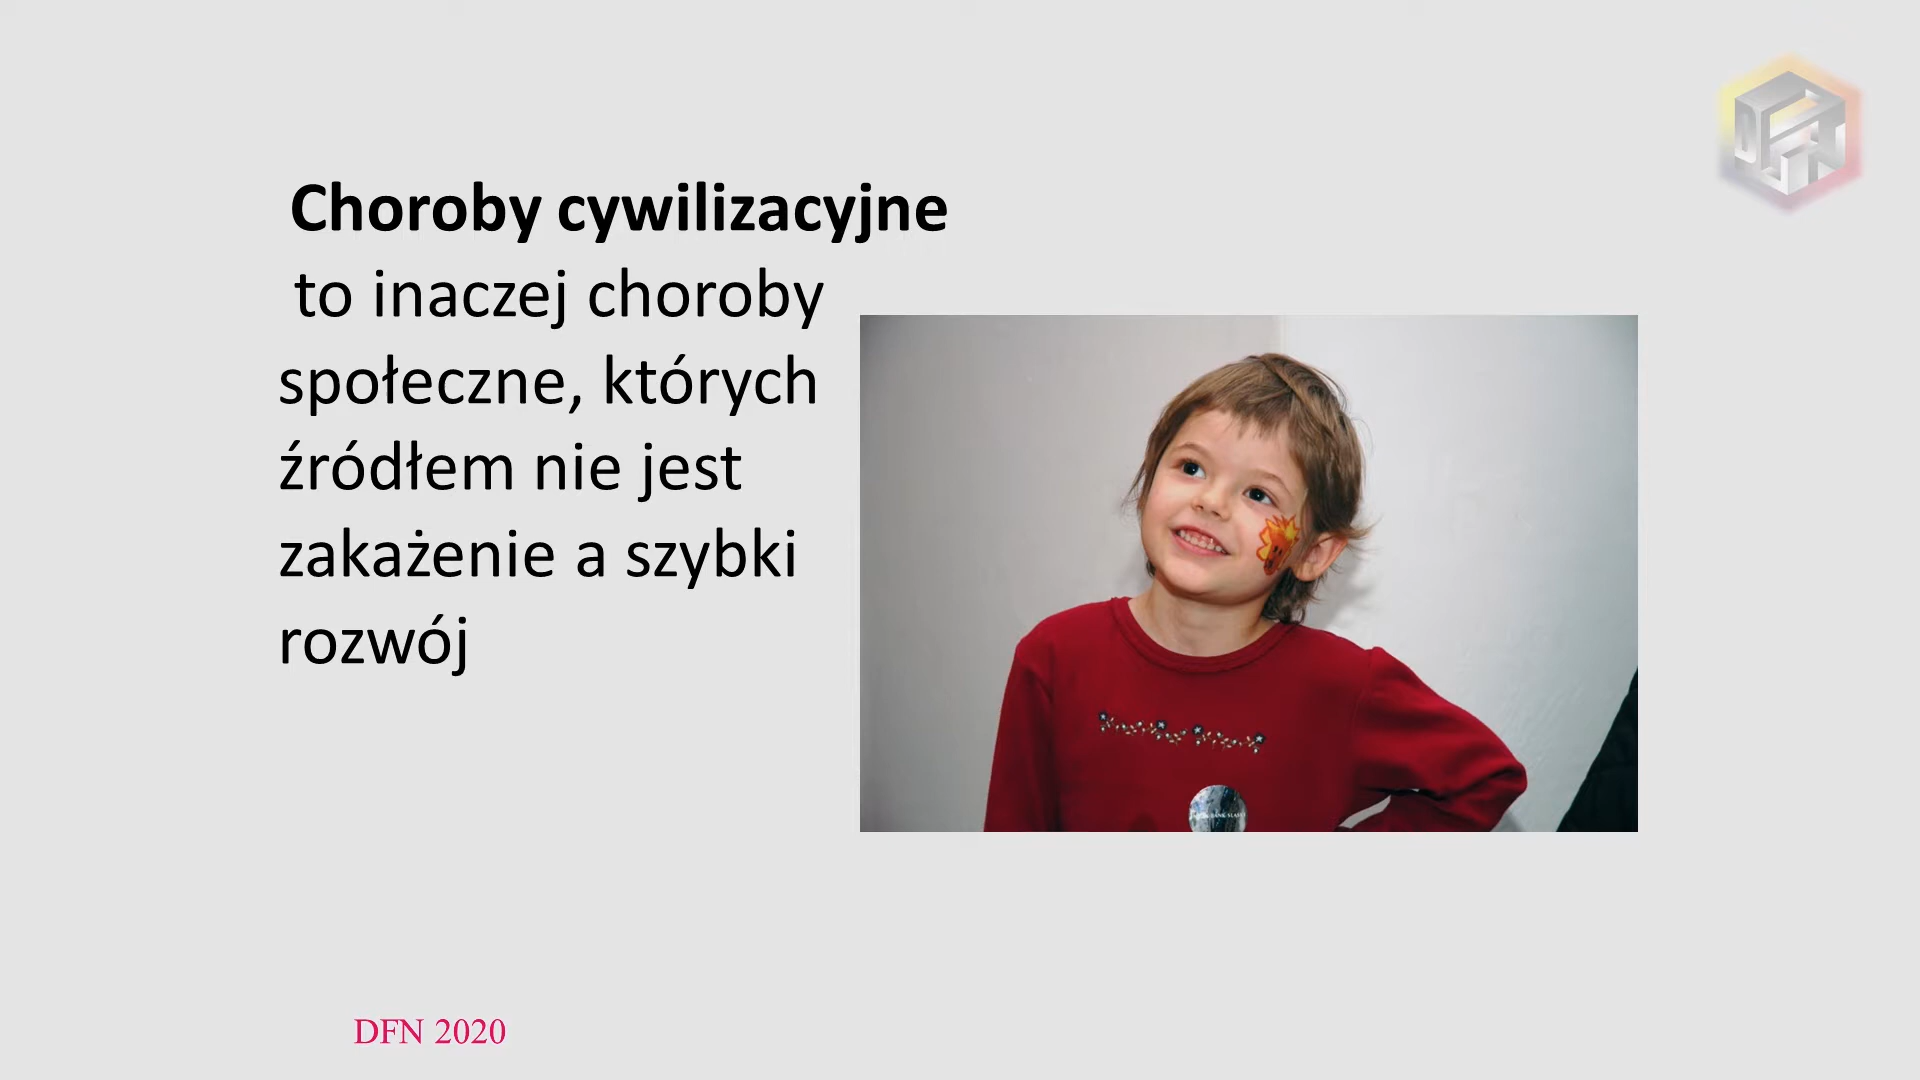 Choroby cywilizacyjne
to inaczej choroby
społeczne, których
źródłem nie jest
zakażenie a szybki
rozwój
DFN 2020